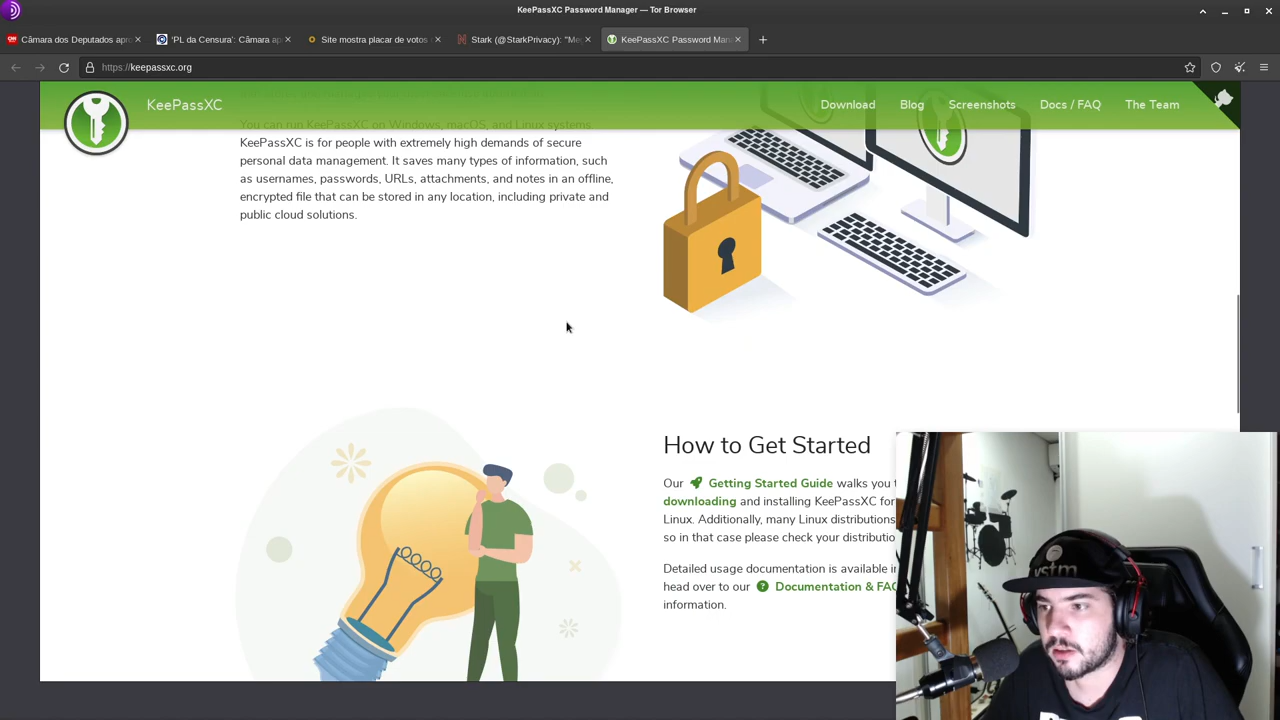 KeePassXC Password Manager — Tor Browser
Câmara dos Deputados apr
'PL da Censura': Câmara ap
Site mostra placar de votos
Stark (@StarkPrivacy): "Me
KeePassXC Password Man
https://keepassxc.org
KeePassXC
Download
Blog
Screenshots
Docs / FAQ
The Team
You can run KeePassXC on Windows, macOS, and Linux systems
KeePassXC is for people with extremely high demands of secure
personal data management. It saves many types of information, such
as usernames, passwords, URLs, attachments, and notes in an offline,
encrypted file that can be stored in any location, including private and
public cloud solutions.
How to Get Started
Our Getting Started Guide walks you t
downloading and installing KeePassXC for
Linux. Additionally, many Linux distributions
so in that case please check your distributio
Detailed usage documentation is available i
head over to our Documentation & FAQ
information.
vstm